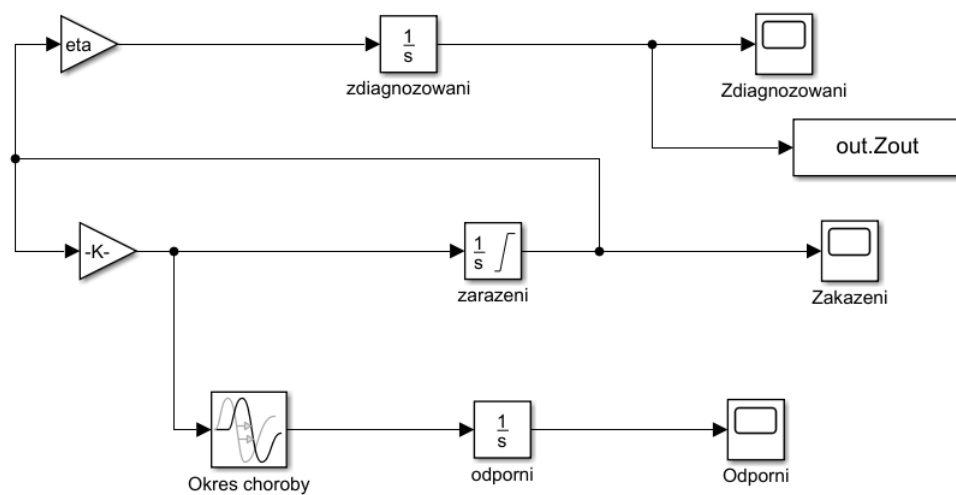 eta
1
s
zdiagnozowani
Zdiagnozowani
out.Zout
-K-
1
s
zarazeni
Zakazeni
Okres choroby
1
s
odporni
Odporni